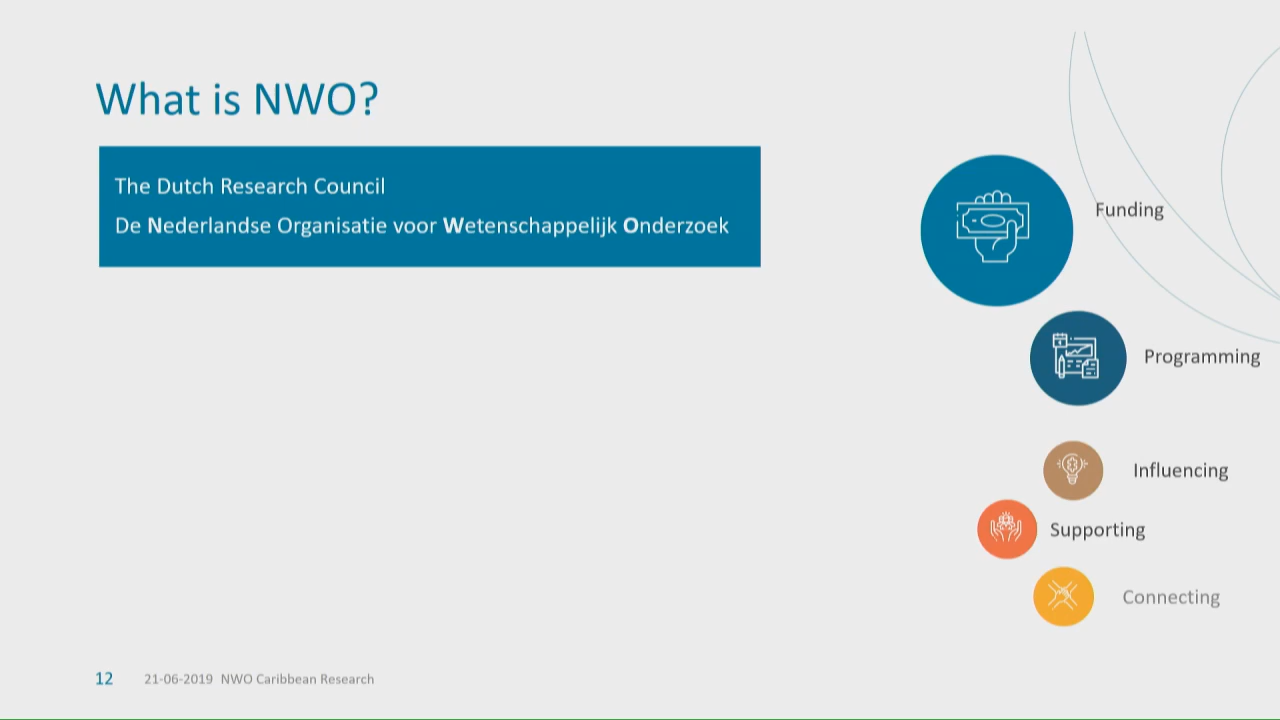 What is NWO?
The Dutch Research Council
De Nederlandse Organisatie voor Wetenschappelijk Onderzoek
Funding
Programming
Influencing
Supporting
Connecting
12 21-06-2019 NWO Caribbean Research